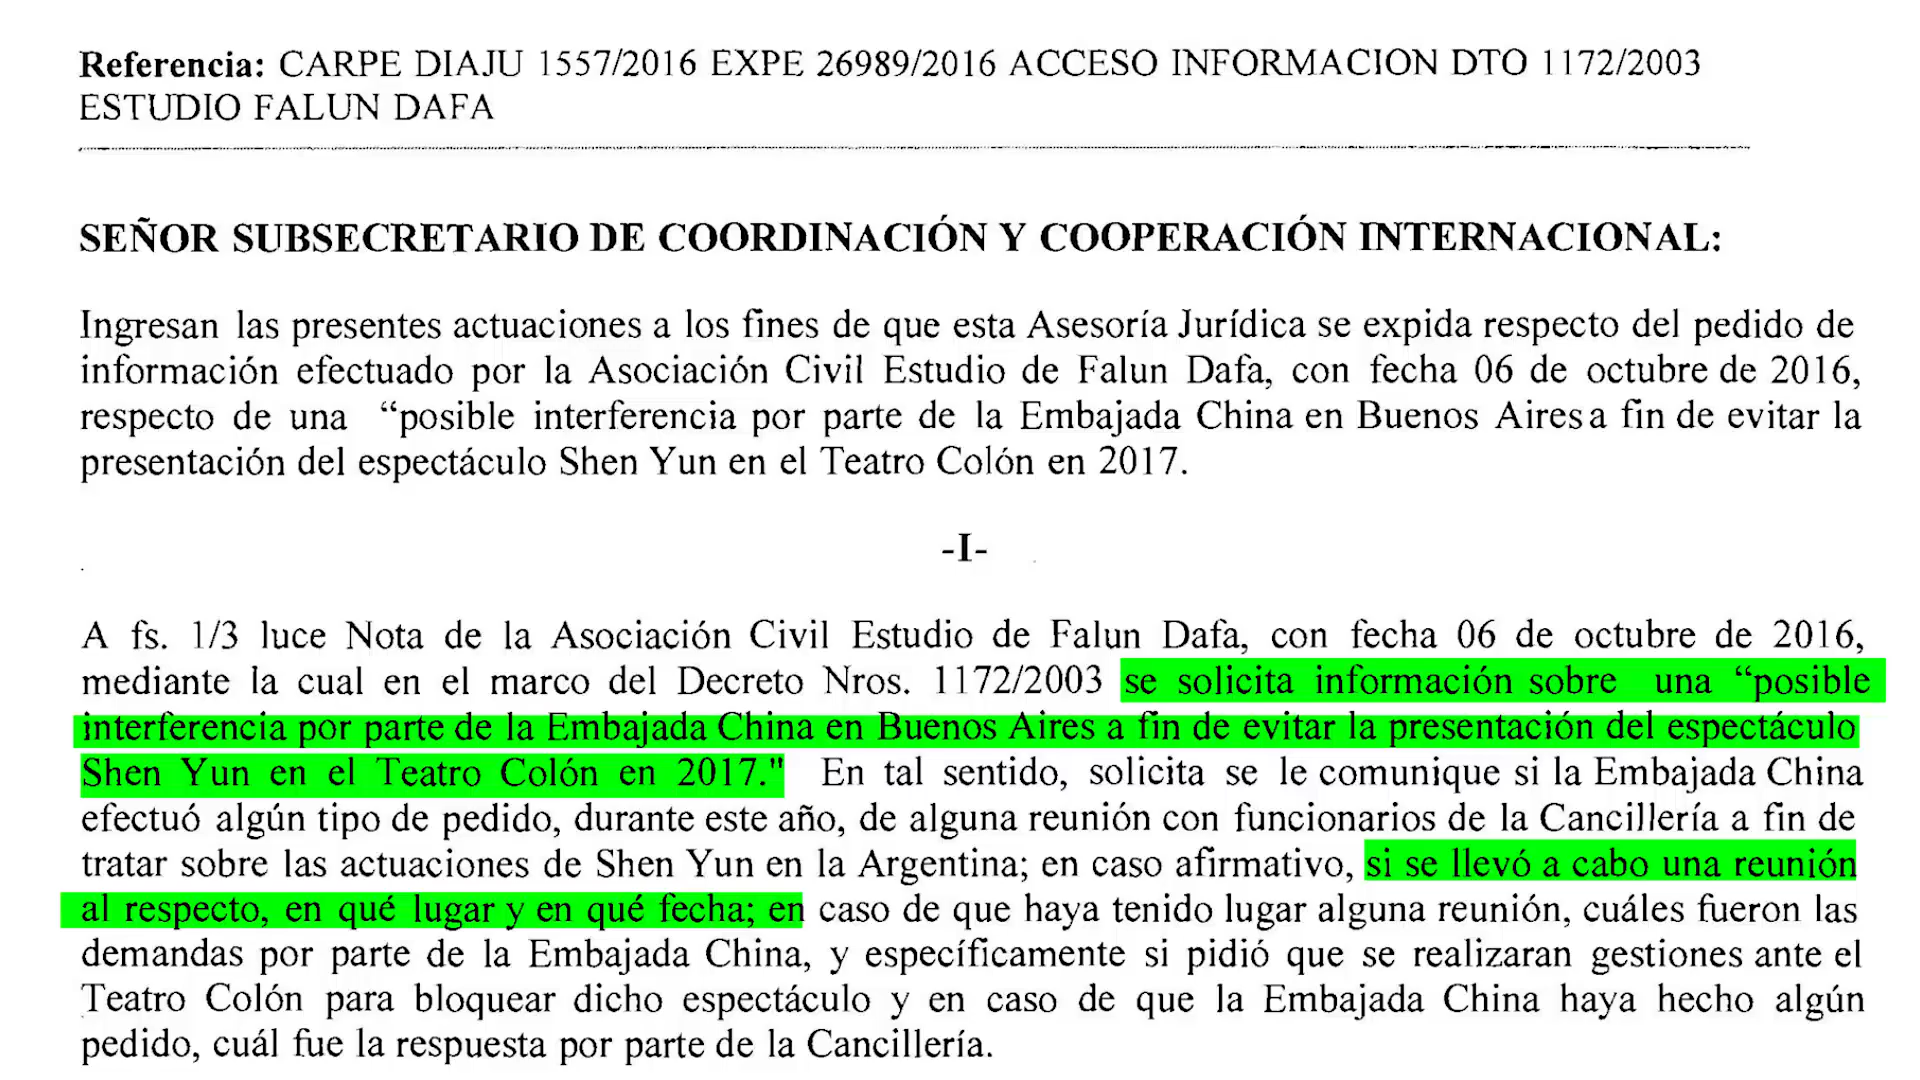 Referencia: CARPE DIAJU 1557/2016 EXPE 26989/2016 ACCESO INFORMACION DTO 1172/2003
ESTUDIO FALUN DAFA
SEÑOR SUBSECRETARIO DE COORDINACIÓN Y COOPERACIÓN INTERNACIONAL:
Ingresan las presentes actuaciones a los fines de que esta Asesoría Jurídica se expida respecto del pedido de
información efectuado por la Asociación Civil Estudio de Falun Dafa, con fecha 06 de octubre de 2016,
respecto de una “posible interferencia por parte de la Embajada China en Buenos Aires a fin de evitar la
presentación del espectáculo Shen Yun en el Teatro Colón en 2017.
-I-
A fs. 1/3 luce Nota de la Asociación Civil Estudio de Falun Dafa, con fecha 06 de octubre de 2016,
mediante la cual en el marco del Decreto Nros. 1172/2003 se solicita información sobre una “posible
interferencia por parte de la Embajada China en Buenos Aires a fin de evitar la presentación del espectáculo
Shen Yun en el Teatro Colón en 2017." En tal sentido, solicita se le comunique si la Embajada China
efectuó algún tipo de pedido, durante este año, de alguna reunión con funcionarios de la Cancillería a fin de
tratar sobre las actuaciones de Shen Yun en la Argentina; en caso afirmativo, si se llevó a cabo una reunión
al respecto, en qué lugar y en qué fecha; en caso de que haya tenido lugar alguna reunión, cuáles fueron las
demandas por parte de la Embajada China, y específicamente si pidió que se realizaran gestiones ante el
Teatro Colón para bloquear dicho espectáculo y en caso de que la Embajada China haya hecho algún
pedido, cuál fue la respuesta por parte de la Cancillería.